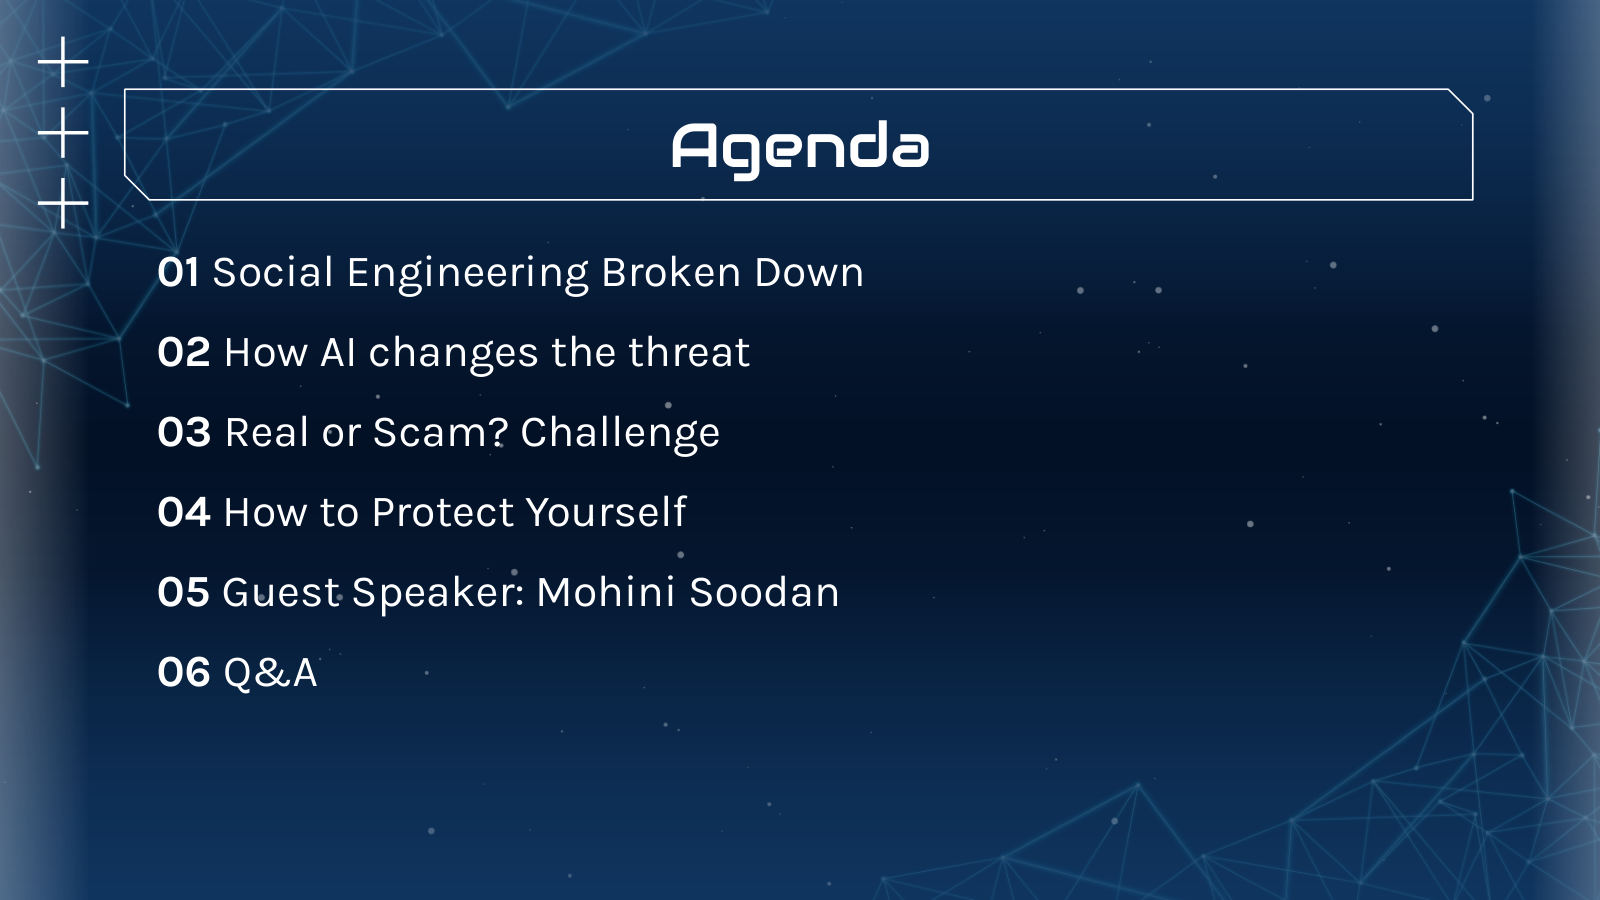 Agenda
01 Social Engineering Broken Down
02 How AI changes the threat
03 Real or Scam? Challenge
04 How to Protect Yourself
05 Guest Speaker: Mohini Soodan
06 Q&A